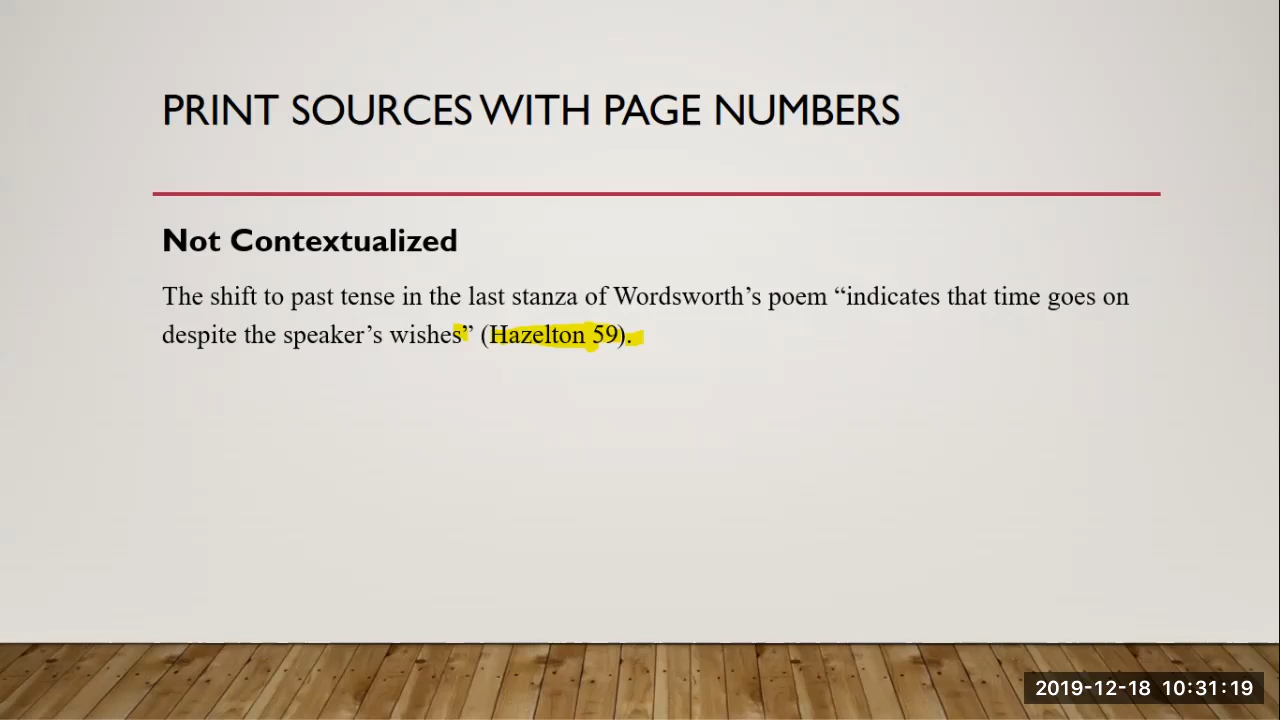 PRINT SOURCES WITH PAGE NUMBERS
Not Contextualized
The shift to past tense in the last stanza of Wordsworth’s poem “indicates that time goes on
despite the speaker’s wishes” (Hazelton 59).
2019-12-18 10:31:19